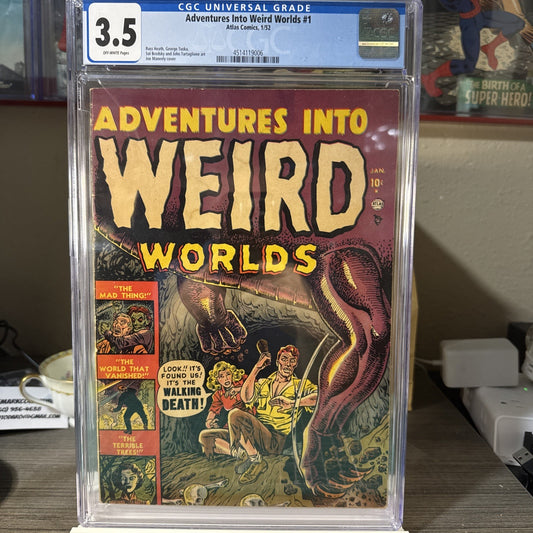 CGC UNIVERSAL GRADE
3.5
OFF-WHITE Pages
Adventures Into Weird Worlds #1
Atlas Comics, 1/52
Russ Heath, George Tuska,
Sol Brodsky and John Tartaglione art
Joe Maneely cover
4514119006
BIRTH OF A
SUPER-HERO!
ADVENTURES INTO
WEIRD
WORLDS
JAN.
10¢
"THE
MAD THING!"
"THE
WORLD THAT
VANISHED!"
"THE
TERRIBLE
TREES!"
LOOK!! IT'S
FOUND US!
IT'S THE
WALKING
DEATH!